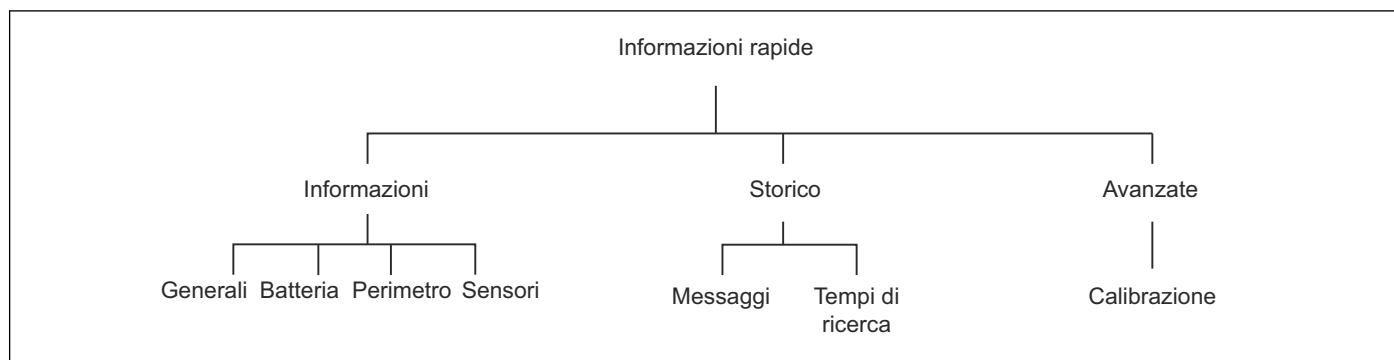 Informazioni rapide
Informazioni
Storico
Avanzate
Generali
Batteria
Perimetro
Sensori
Messaggi
Tempi di
ricerca
Calibrazione